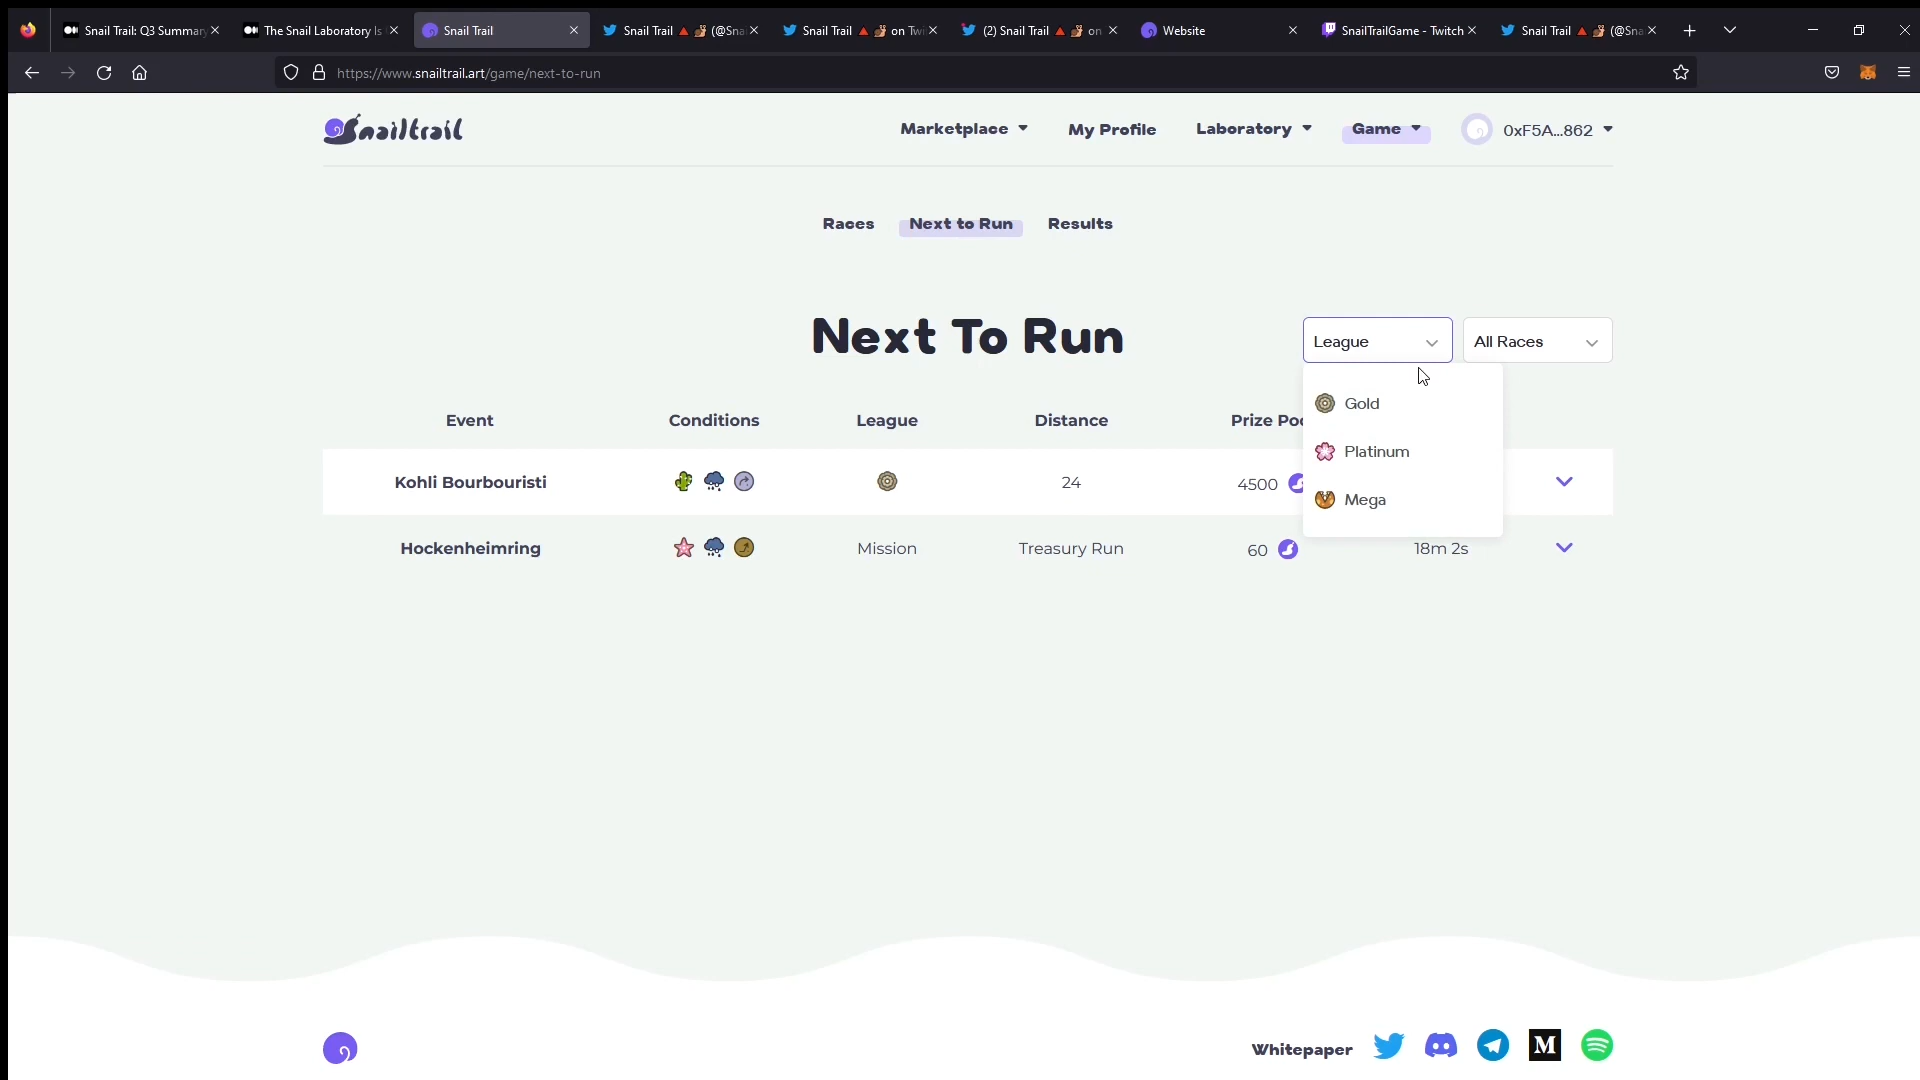 Snail Trail: Q3 Summary
The Snail Laboratory Is
Snail Trail
Snail Trail 🔺🐌 (@Sna
Snail Trail 🔺🐌 on Twi
(2) Snail Trail 🔺🐌 on
Website
SnailTrailGame - Twitch
Snail Trail 🔺🐌 (@Sna
https://www.snailtrail.art/game/next-to-run
Snailtrail
Marketplace
My Profile
Laboratory
Game
0xF5A...862
Races
Next to Run
Results
Next To Run
League
All Races
Gold
Platinum
Mega
Event Conditions League Distance Prize Poo
Kohli Bourbouristi 24 4500
Hockenheimring Mission Treasury Run 60 18m 2s
Whitepaper
M